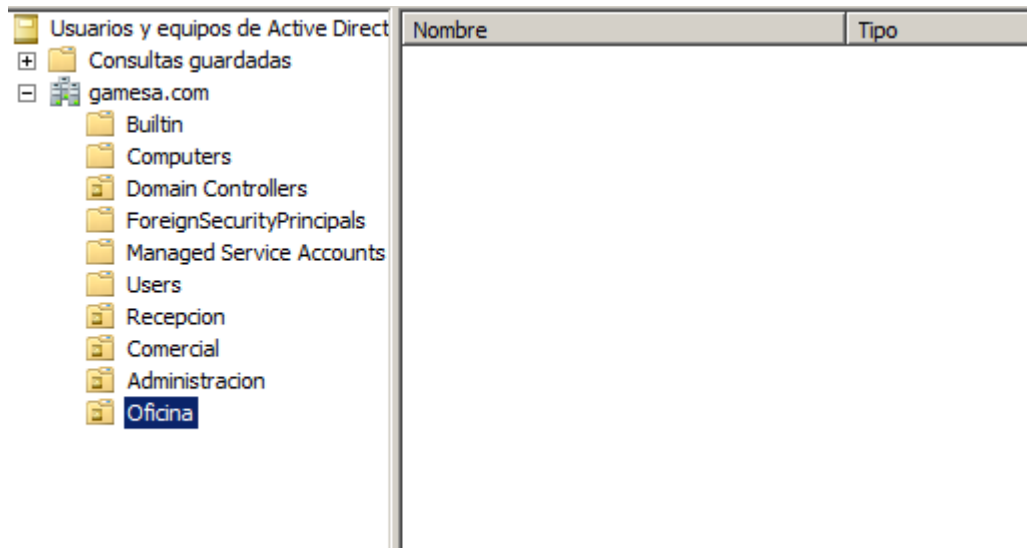 Usuarios y equipos de Active Direct
Nombre
Tipo
Consultas guardadas
gamesa.com
Builtin
Computers
Domain Controllers
ForeignSecurityPrincipals
Managed Service Accounts
Users
Recepcion
Comercial
Administracion
Oficina